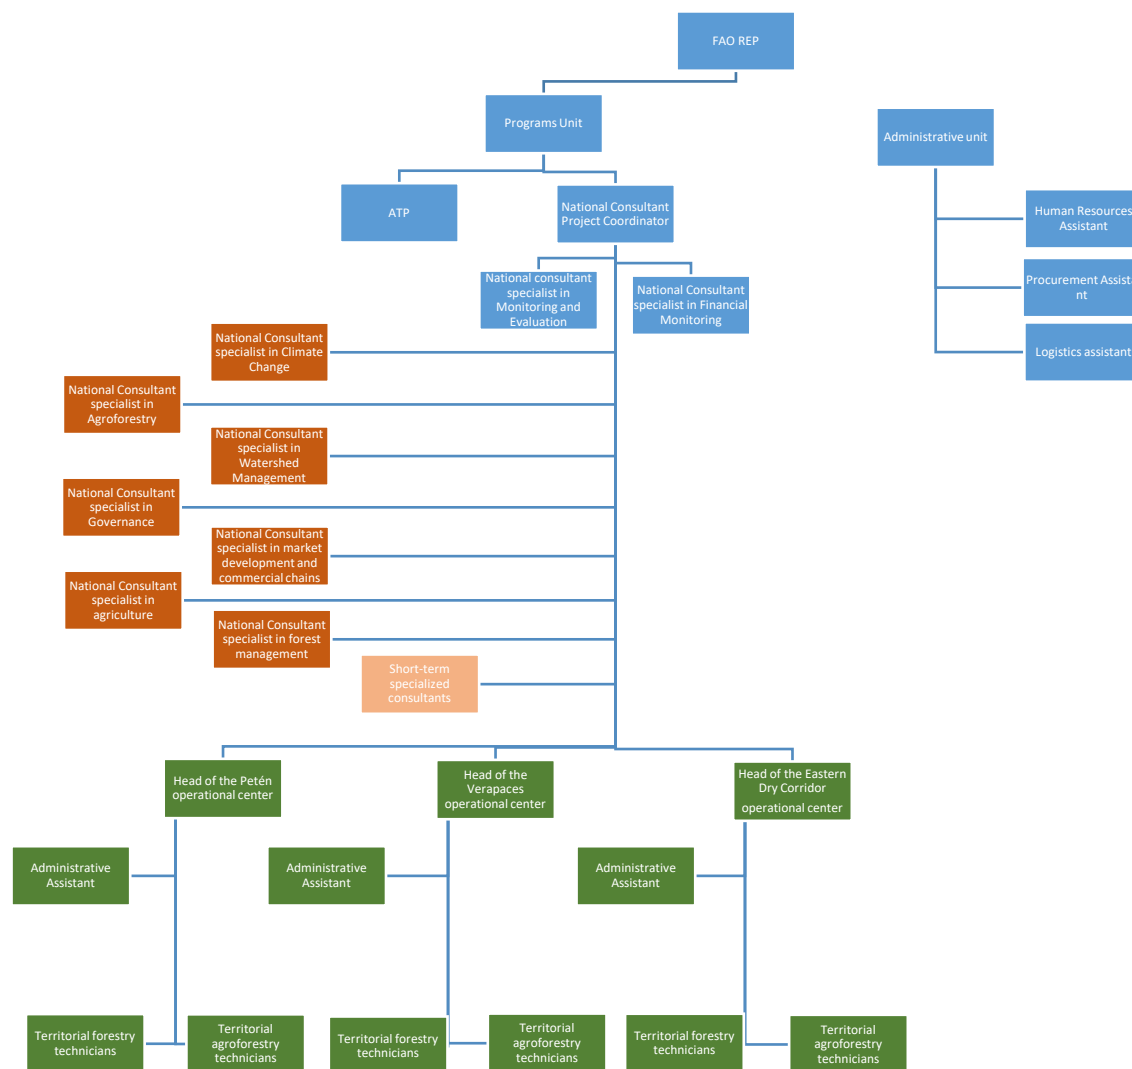 FAO REP
Programs Unit
Administrative unit
ATP
National Consultant
Project Coordinator
Human Resources
Assistant
National consultant
specialist in
Monitoring and
Evaluation
National Consultant
specialist in Financial
Monitoring
Procurement Assista
nt
Logistics assistant
National Consultant
specialist in Climate
Change
National Consultant
specialist in
Agroforestry
National Consultant
specialist in
Watershed
Management
National Consultant
specialist in
Governance
National Consultant
specialist in market
development and
commercial chains
National Consultant
specialist in
agriculture
National Consultant
specialist in forest
management
Short-term
specialized
consultants
Head of the Petén
operational center
Head of the
Verapaces
operational center
Head of the Eastern
Dry Corridor
operational center
Administrative
Assistant
Administrative
Assistant
Administrative
Assistant
Territorial forestry
technicians
Territorial
agroforestry
technicians
Territorial forestry
technicians
Territorial
agroforestry
technicians
Territorial forestry
technicians
Territorial
agroforestry
technicians